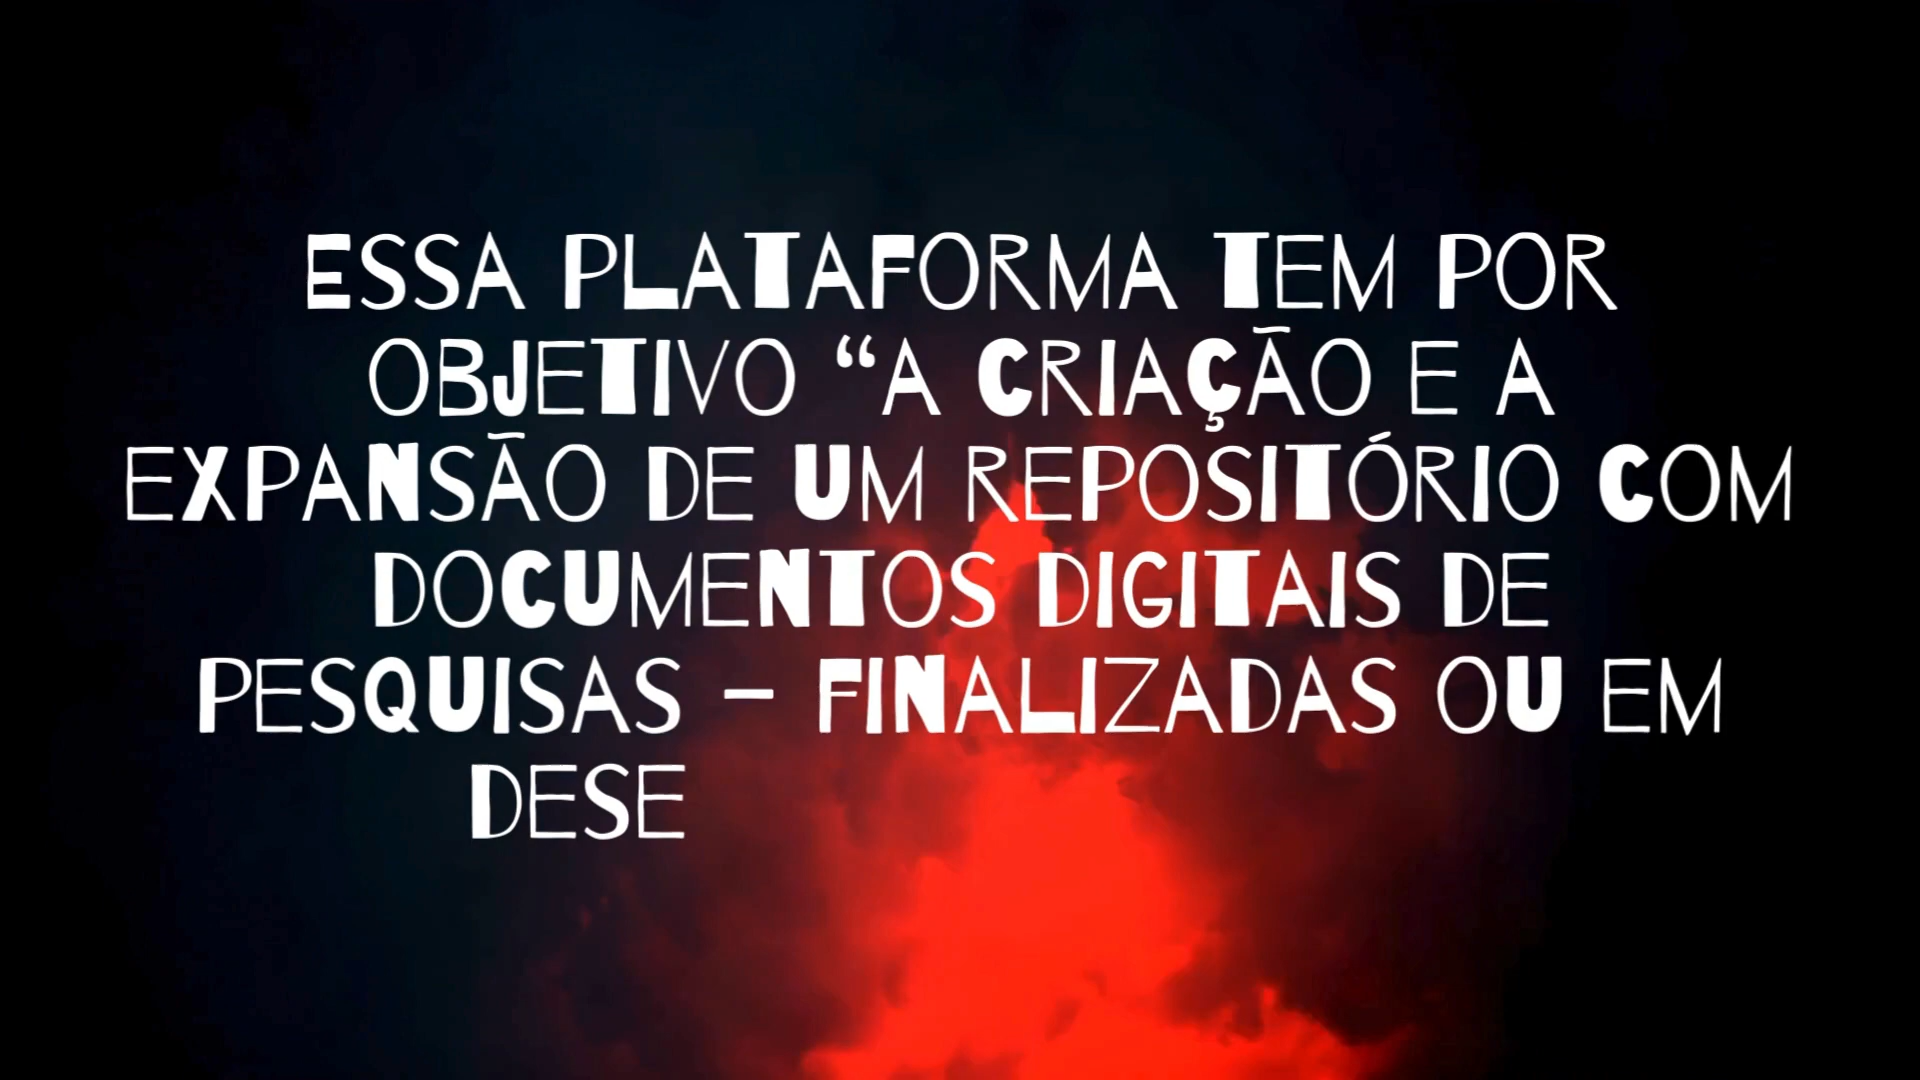 ESSA PLATAFORMA TEM POR
OBJETIVO “A CRIAÇÃO E A
EXPANSÃO DE UM REPOSITÓRIO COM
DOCUMENTOS DIGITAIS DE
PESQUISAS – FINALIZADAS OU EM
DESE